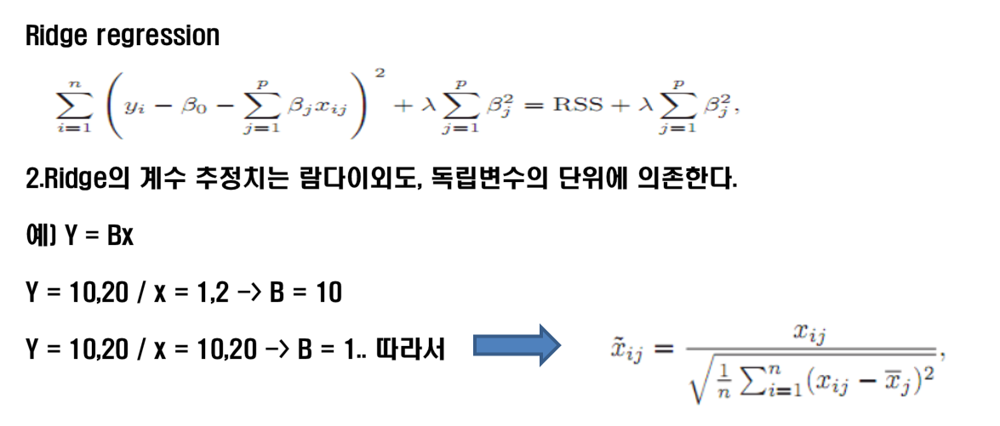 Ridge regression
\sum_{i=1}^{n} \left( y_i - \beta_0 - \sum_{j=1}^{p} \beta_j x_{ij} \right)^2 + \lambda \sum_{j=1}^{p} \beta_j^2 = \text{RSS} + \lambda \sum_{j=1}^{p} \beta_j^2,
2.Ridge의 계수 추정치는 람다이외도, 독립변수의 단위에 의존한다.
예) Y = Bx
Y = 10,20 / x = 1,2 -> B = 10
Y = 10,20 / x = 10,20 -> B = 1.. 따라서
\tilde{x}_{ij} = \frac{x_{ij}}{\sqrt{\frac{1}{n} \sum_{i=1}^{n} (x_{ij} - \overline{x}_j)^2}},